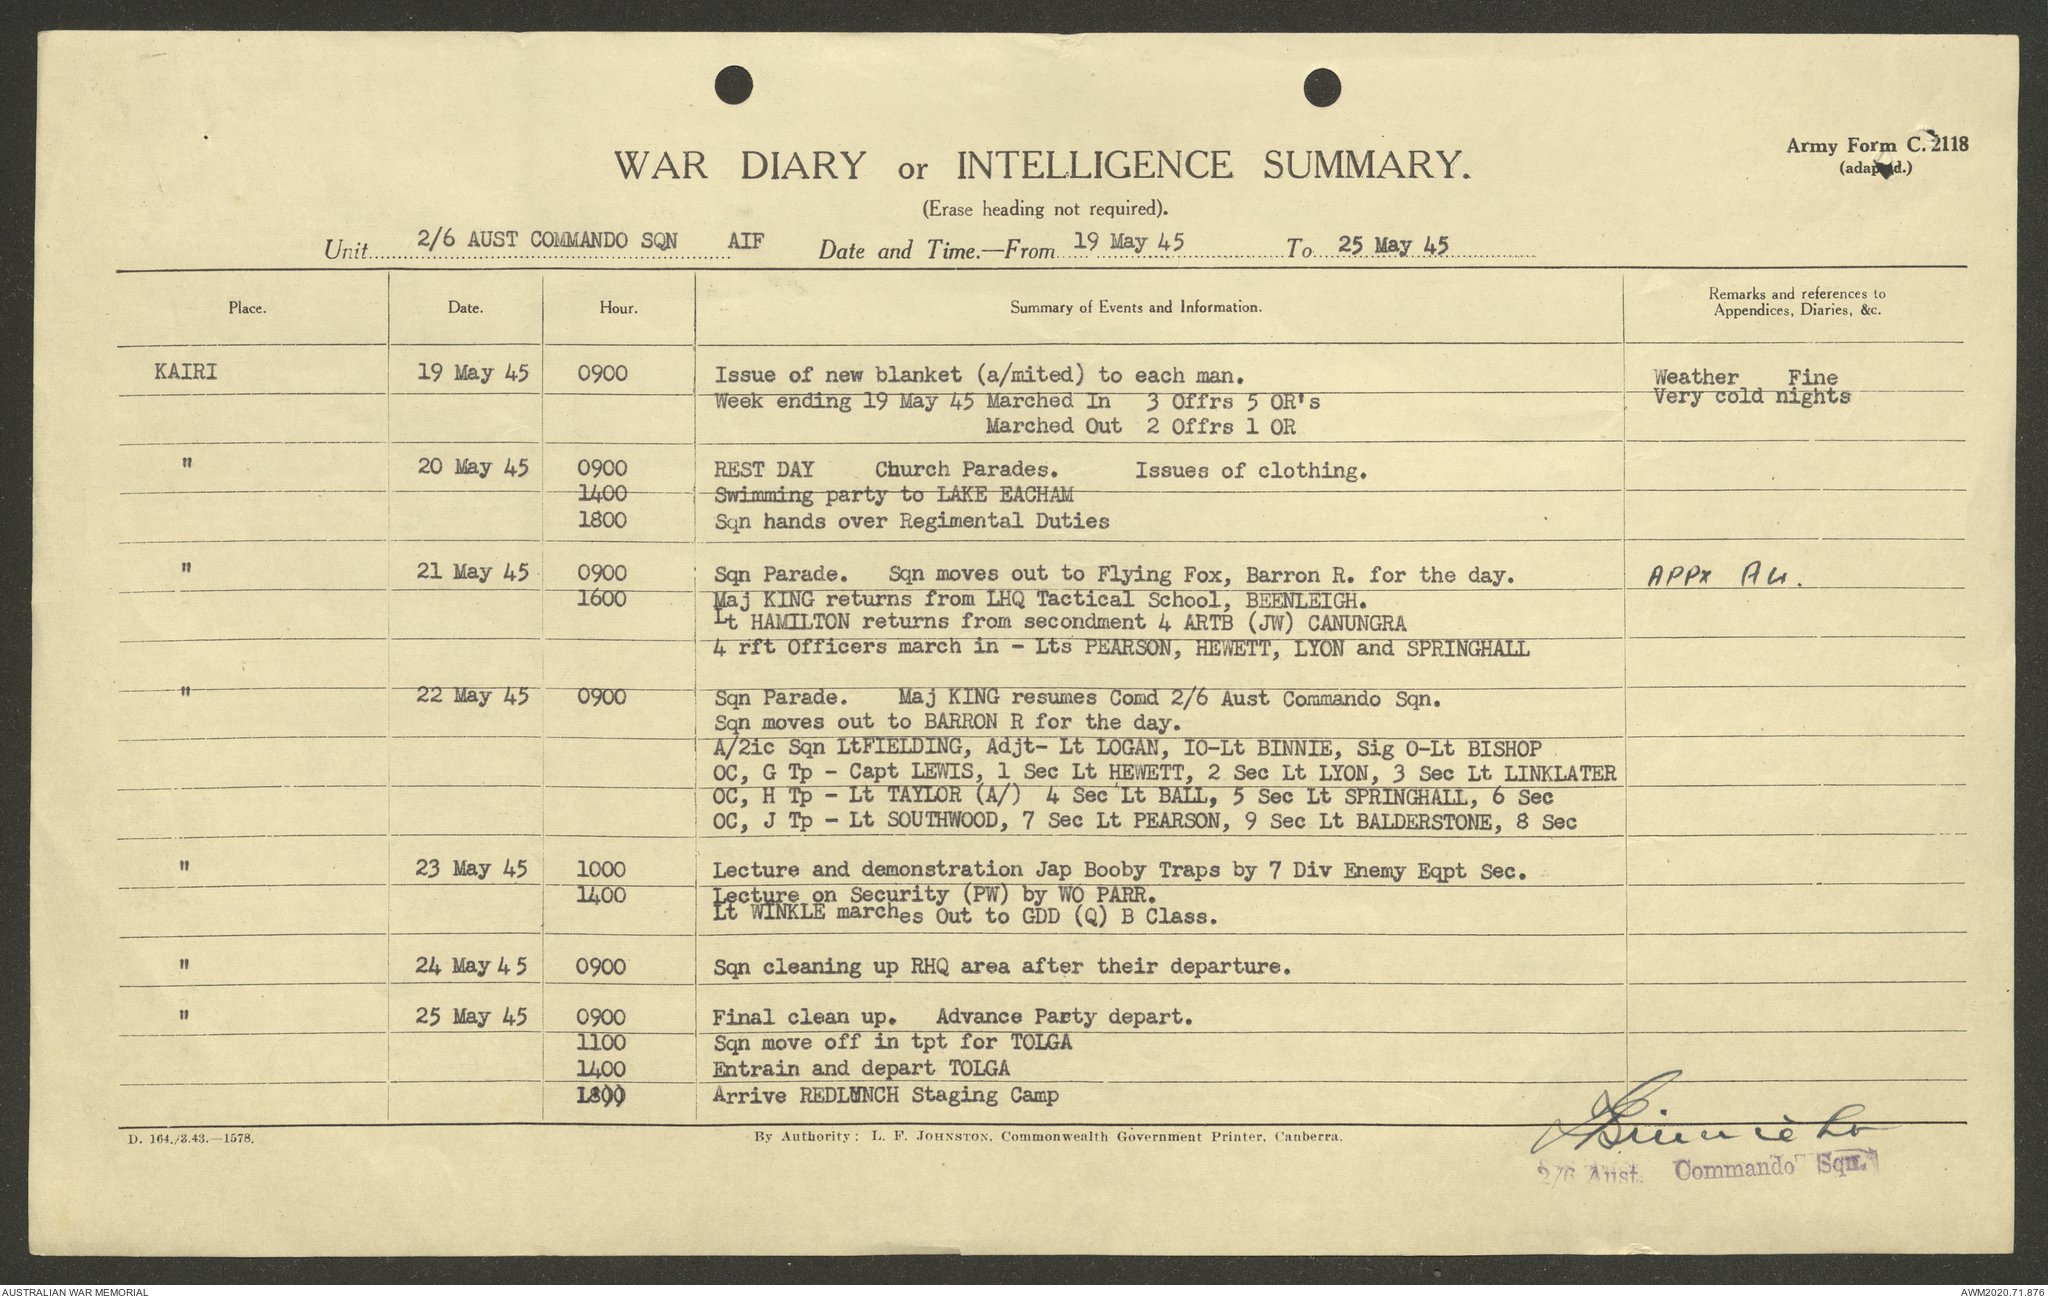 Army Form C. 2118
(adapted.)
WAR DIARY or INTELLIGENCE SUMMARY.
(Erase heading not required).
Unit 2/6 AUST COMMANDO SQN AIF Date and Time.—From 19 May 45 To 25 May 45
Place. Date. Hour. Summary of Events and Information. Remarks and references to
Appendices, Diaries, &c.
KAIRI 19 May 45 0900 Issue of new blanket (a/mited) to each man. Weather Fine
Week ending 19 May 45 Marched In 3 Offrs 5 OR's Very cold nights
Marched Out 2 Offrs 1 OR
" 20 May 45 0900 REST DAY Church Parades. Issues of clothing.
1400 Swimming party to LAKE EACHAM
1800 Sqn hands over Regimental Duties
" 21 May 45 0900 Sqn Parade. Sqn moves out to Flying Fox, Barron R. for the day. APPX
1600 Maj KING returns from LHQ Tactical School, BEENLEIGH.
Lt HAMILTON returns from secondment 4 ARTB (JW) CANUNGRA
4 rft Officers march in - Lts PEARSON, HEWETT, LYON and SPRINGHALL
" 22 May 45 0900 Sqn Parade. Maj KING resumes Comd 2/6 Aust Commando Sqn.
Sqn moves out to BARRON R for the day.
A/2ic Sqn LtFIELDING, Adjt- Lt LOGAN, IO-Lt BINNIE, Sig O-Lt BISHOP
OC, G Tp - Capt LEWIS, 1 Sec Lt HEWETT, 2 Sec Lt LYON, 3 Sec Lt LINKLATER
OC, H Tp - Lt TAYLOR (A/) 4 Sec Lt BALL, 5 Sec Lt SPRINGHALL, 6 Sec
OC, J Tp - Lt SOUTHWOOD, 7 Sec Lt PEARSON, 9 Sec Lt BALDERSTONE, 8 Sec
" 23 May 45 1000 Lecture and demonstration Jap Booby Traps by 7 Div Enemy Eqpt Sec.
1400 Lecture on Security (PW) by WO PARR.
Lt WINKLE marches Out to GDD (Q) B Class.
" 24 May 45 0900 Sqn cleaning up RHQ area after their departure.
" 25 May 45 0900 Final clean up. Advance Party depart.
1100 Sqn move off in tpt for TOLGA
1400 Entrain and depart TOLGA
1800 Arrive REDLYNCH Staging Camp
D. 164./3.43.—1578. By Authority: L. F. JOHNSTON, Commonwealth Government Printer, Canberra.
Binnie Lt
2/6 Aust. Commando Sqn.
AUSTRALIAN WAR MEMORIAL AWM2020.71.876